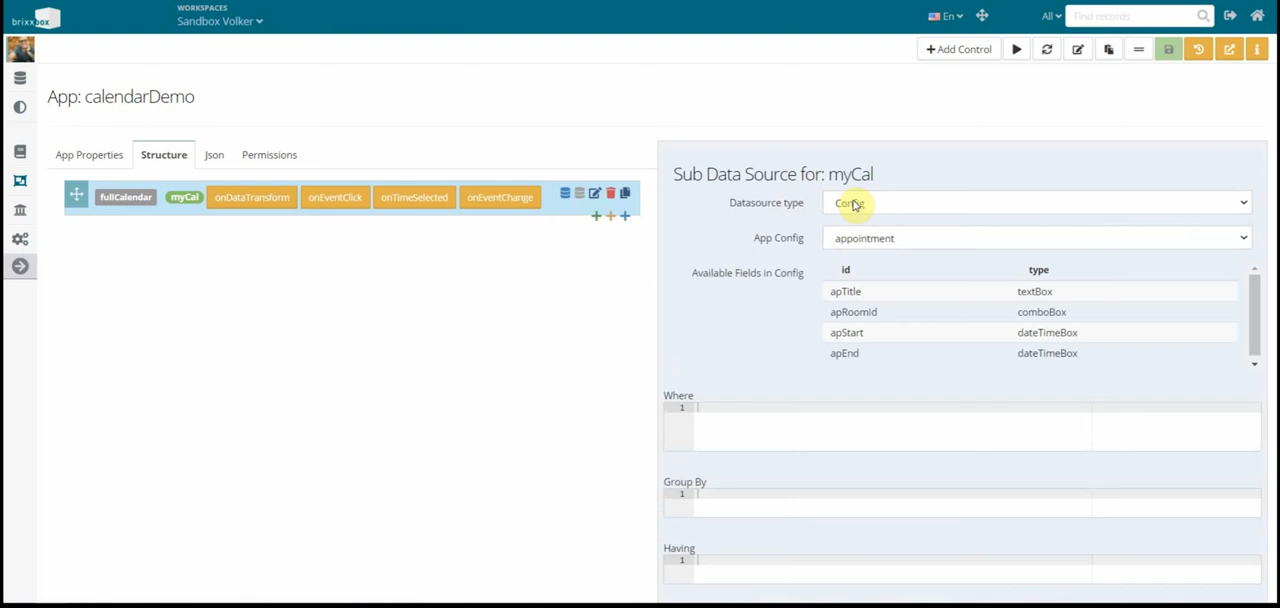 brixxbox
WORKSPACES
Sandbox Volker
En
All
Find records
Add Control
App: calendarDemo
App Properties
Structure
Json
Permissions
fullCalendar
myCal
onDataTransform
onEventClick
onTimeSelected
onEventChange
Sub Data Source for: myCal
Datasource type
Config
App Config
appointment
Available Fields in Config
id type
apTitle textBox
apRoomId comboBox
apStart dateTimeBox
apEnd dateTimeBox
Where
1
Group By
1
Having
1